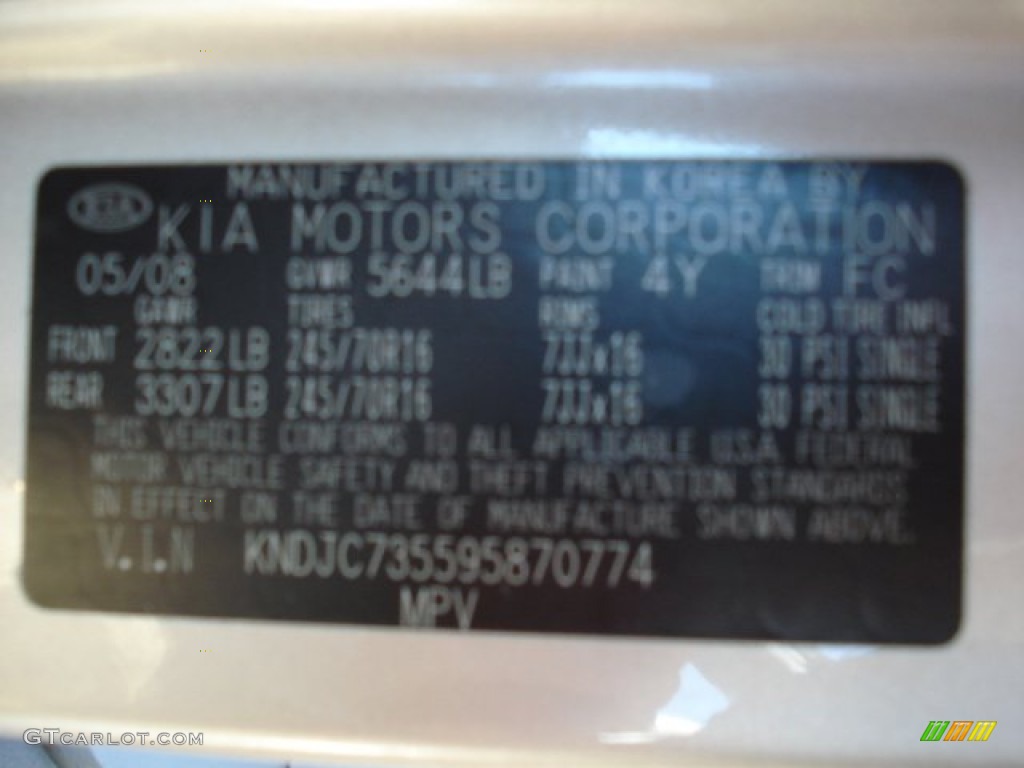 MANUFACTURED IN KOREA BY
KIA KIA MOTORS CORPORATION
05/08 GVWR 5644LB PAINT 4Y TRIM FC
GAWR TIRES RIMS COLD TIRE INFL
FRONT 2822LB 245/70R16 7JJx16 30 PSI SINGLE
REAR 3307LB 245/70R16 7JJx16 30 PSI SINGLE
THIS VEHICLE CONFORMS TO ALL APPLICABLE U.S.A. FEDERAL
MOTOR VEHICLE SAFETY AND THEFT PREVENTION STANDARDS
IN EFFECT ON THE DATE OF MANUFACTURE SHOWN ABOVE.
V.I.N KNDJC735595870774
MPV
GTCARLOT.COM